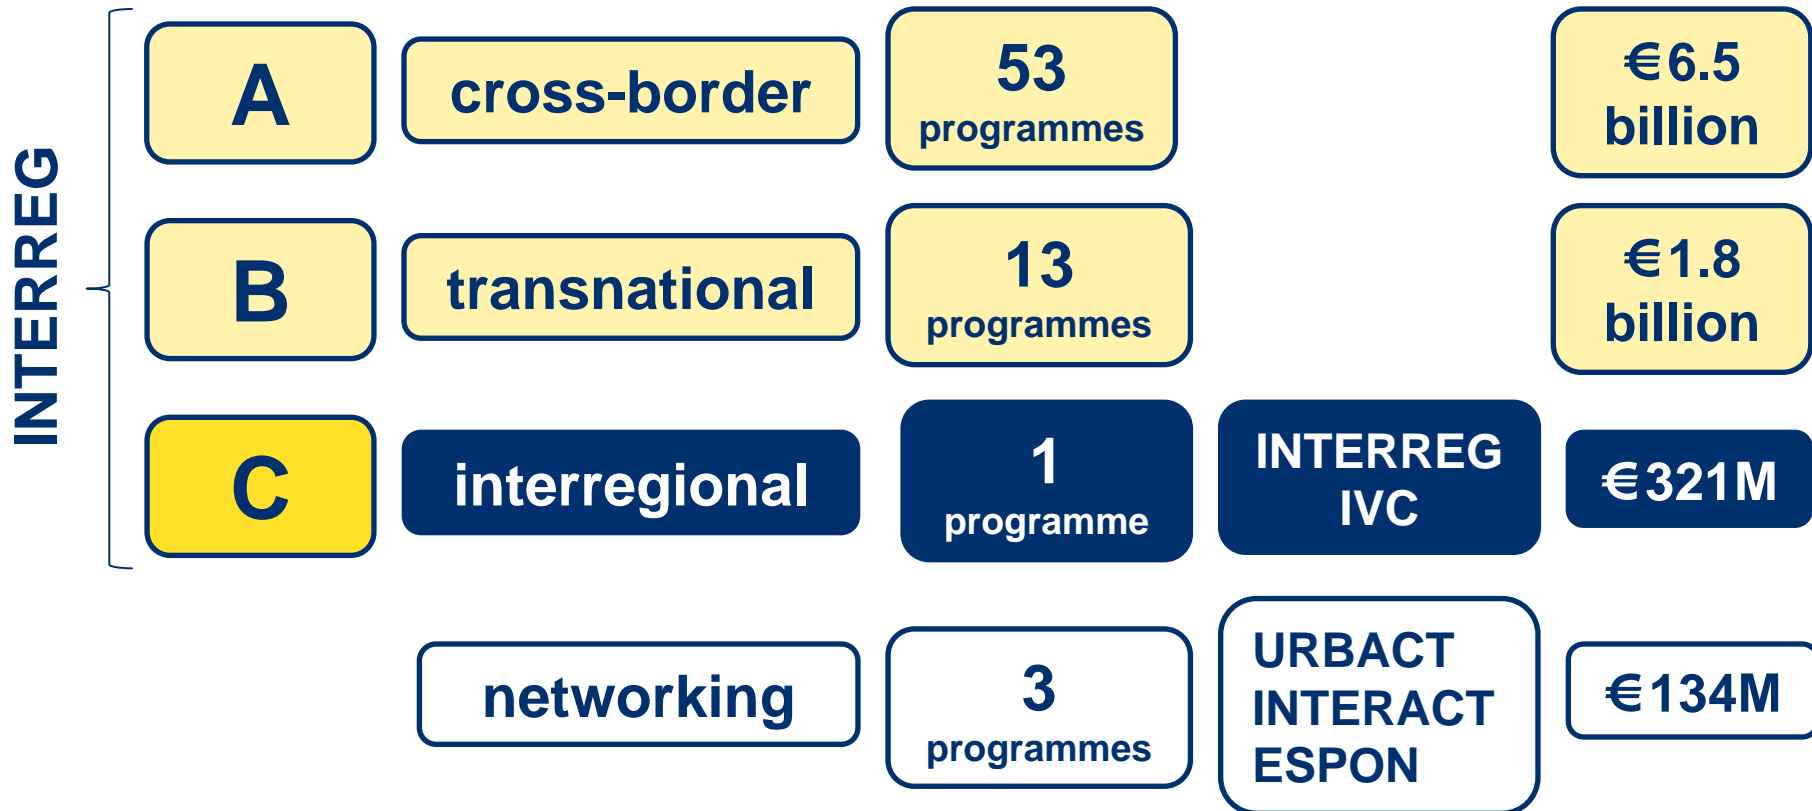 INTERREG
A
cross-border
53
programmes
€6.5
billion
B
transnational
13
programmes
€1.8
billion
C
interregional
1
programme
INTERREG
IVC
€321M
networking
3
programmes
URBACT
INTERACT
ESPON
€134M